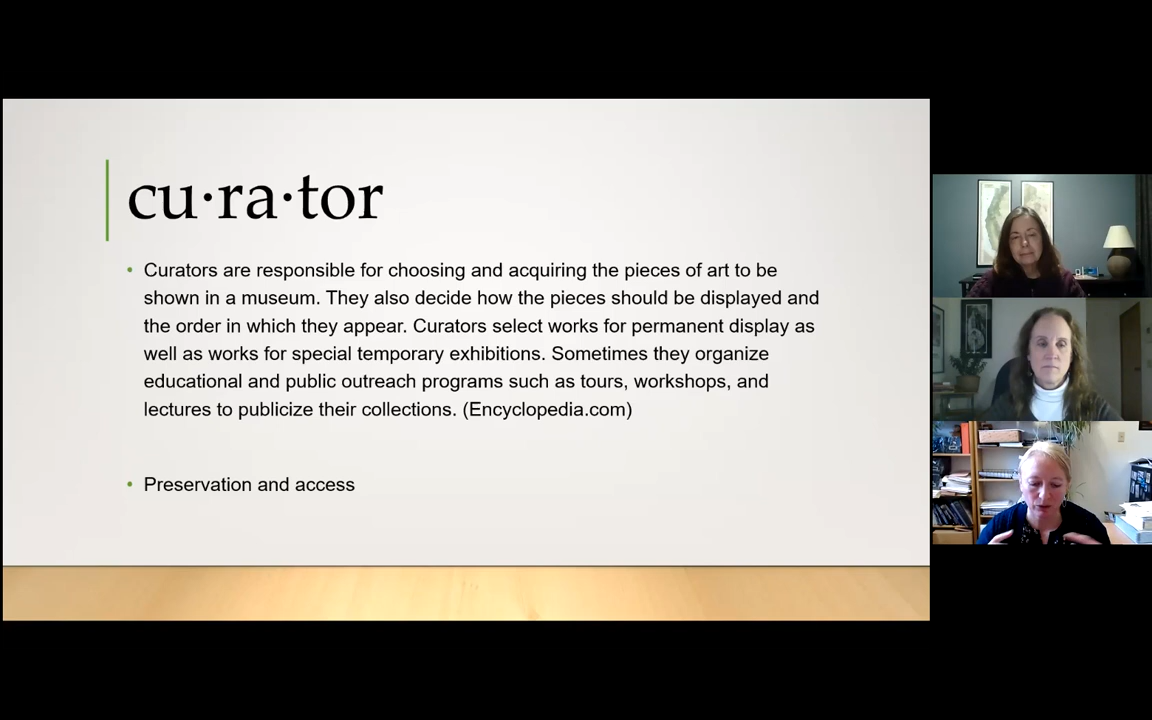 cu·ra·tor
• Curators are responsible for choosing and acquiring the pieces of art to be
shown in a museum. They also decide how the pieces should be displayed and
the order in which they appear. Curators select works for permanent display as
well as works for special temporary exhibitions. Sometimes they organize
educational and public outreach programs such as tours, workshops, and
lectures to publicize their collections. (Encyclopedia.com)
• Preservation and access